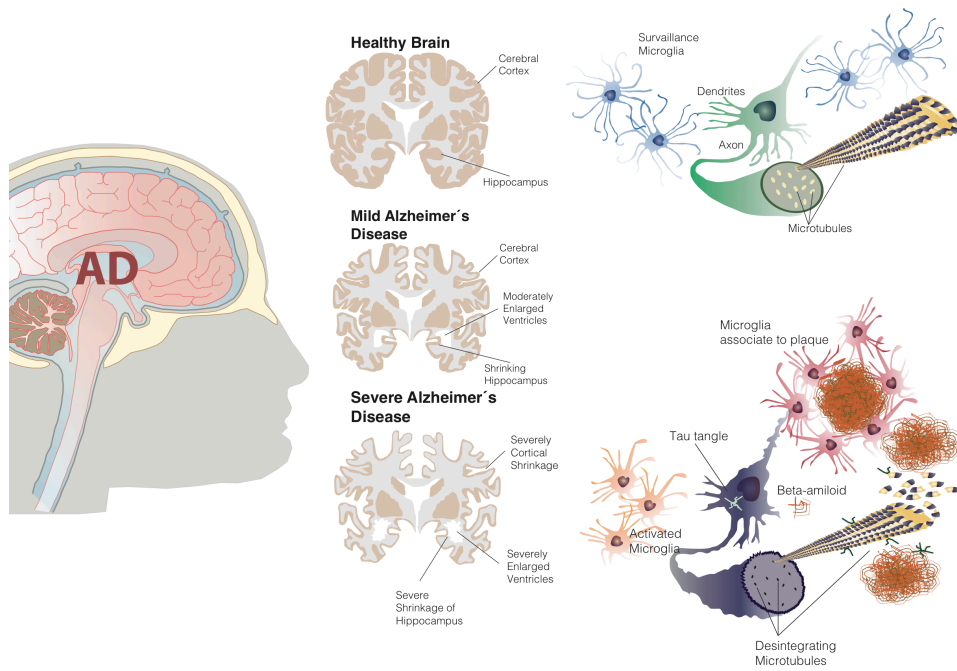 AD
Healthy Brain
Cerebral
Cortex
Hippocampus
Mild Alzheimer´s
Disease
Cerebral
Cortex
Moderately
Enlarged
Ventricles
Shrinking
Hippocampus
Severe Alzheimer´s
Disease
Severely
Cortical
Shrinkage
Severely
Enlarged
Ventricles
Severe
Shrinkage of
Hippocampus
Survaillance
Microglia
Dendrites
Axon
Microtubules
Microglia
associate to plaque
Tau tangle
Beta-amiloid
Activated
Microglia
Desintegrating
Microtubules